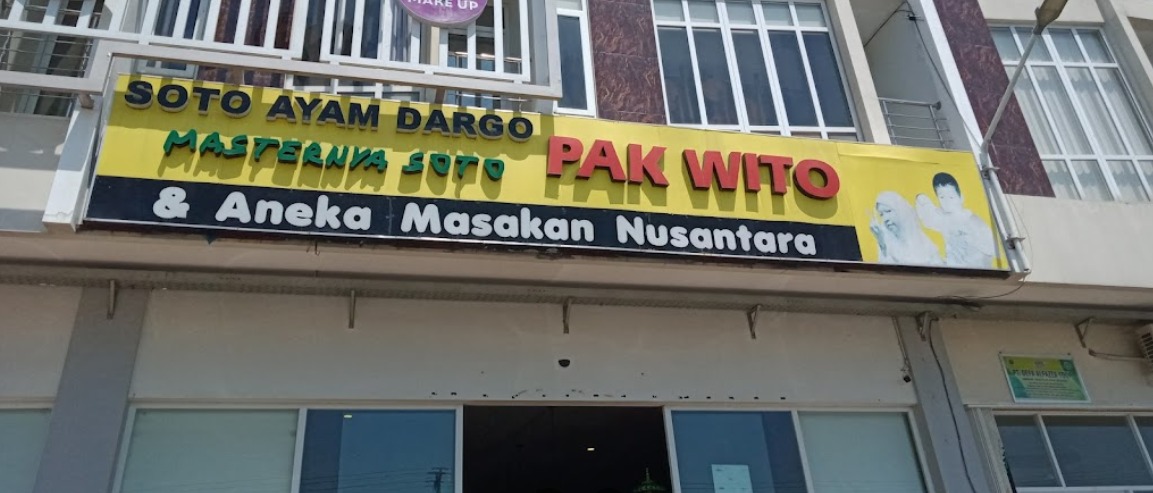 MAKE UP
SOTO AYAM DARGO
MASTERNYA SOTO
PAK WITO
& Aneka Masakan Nusantara